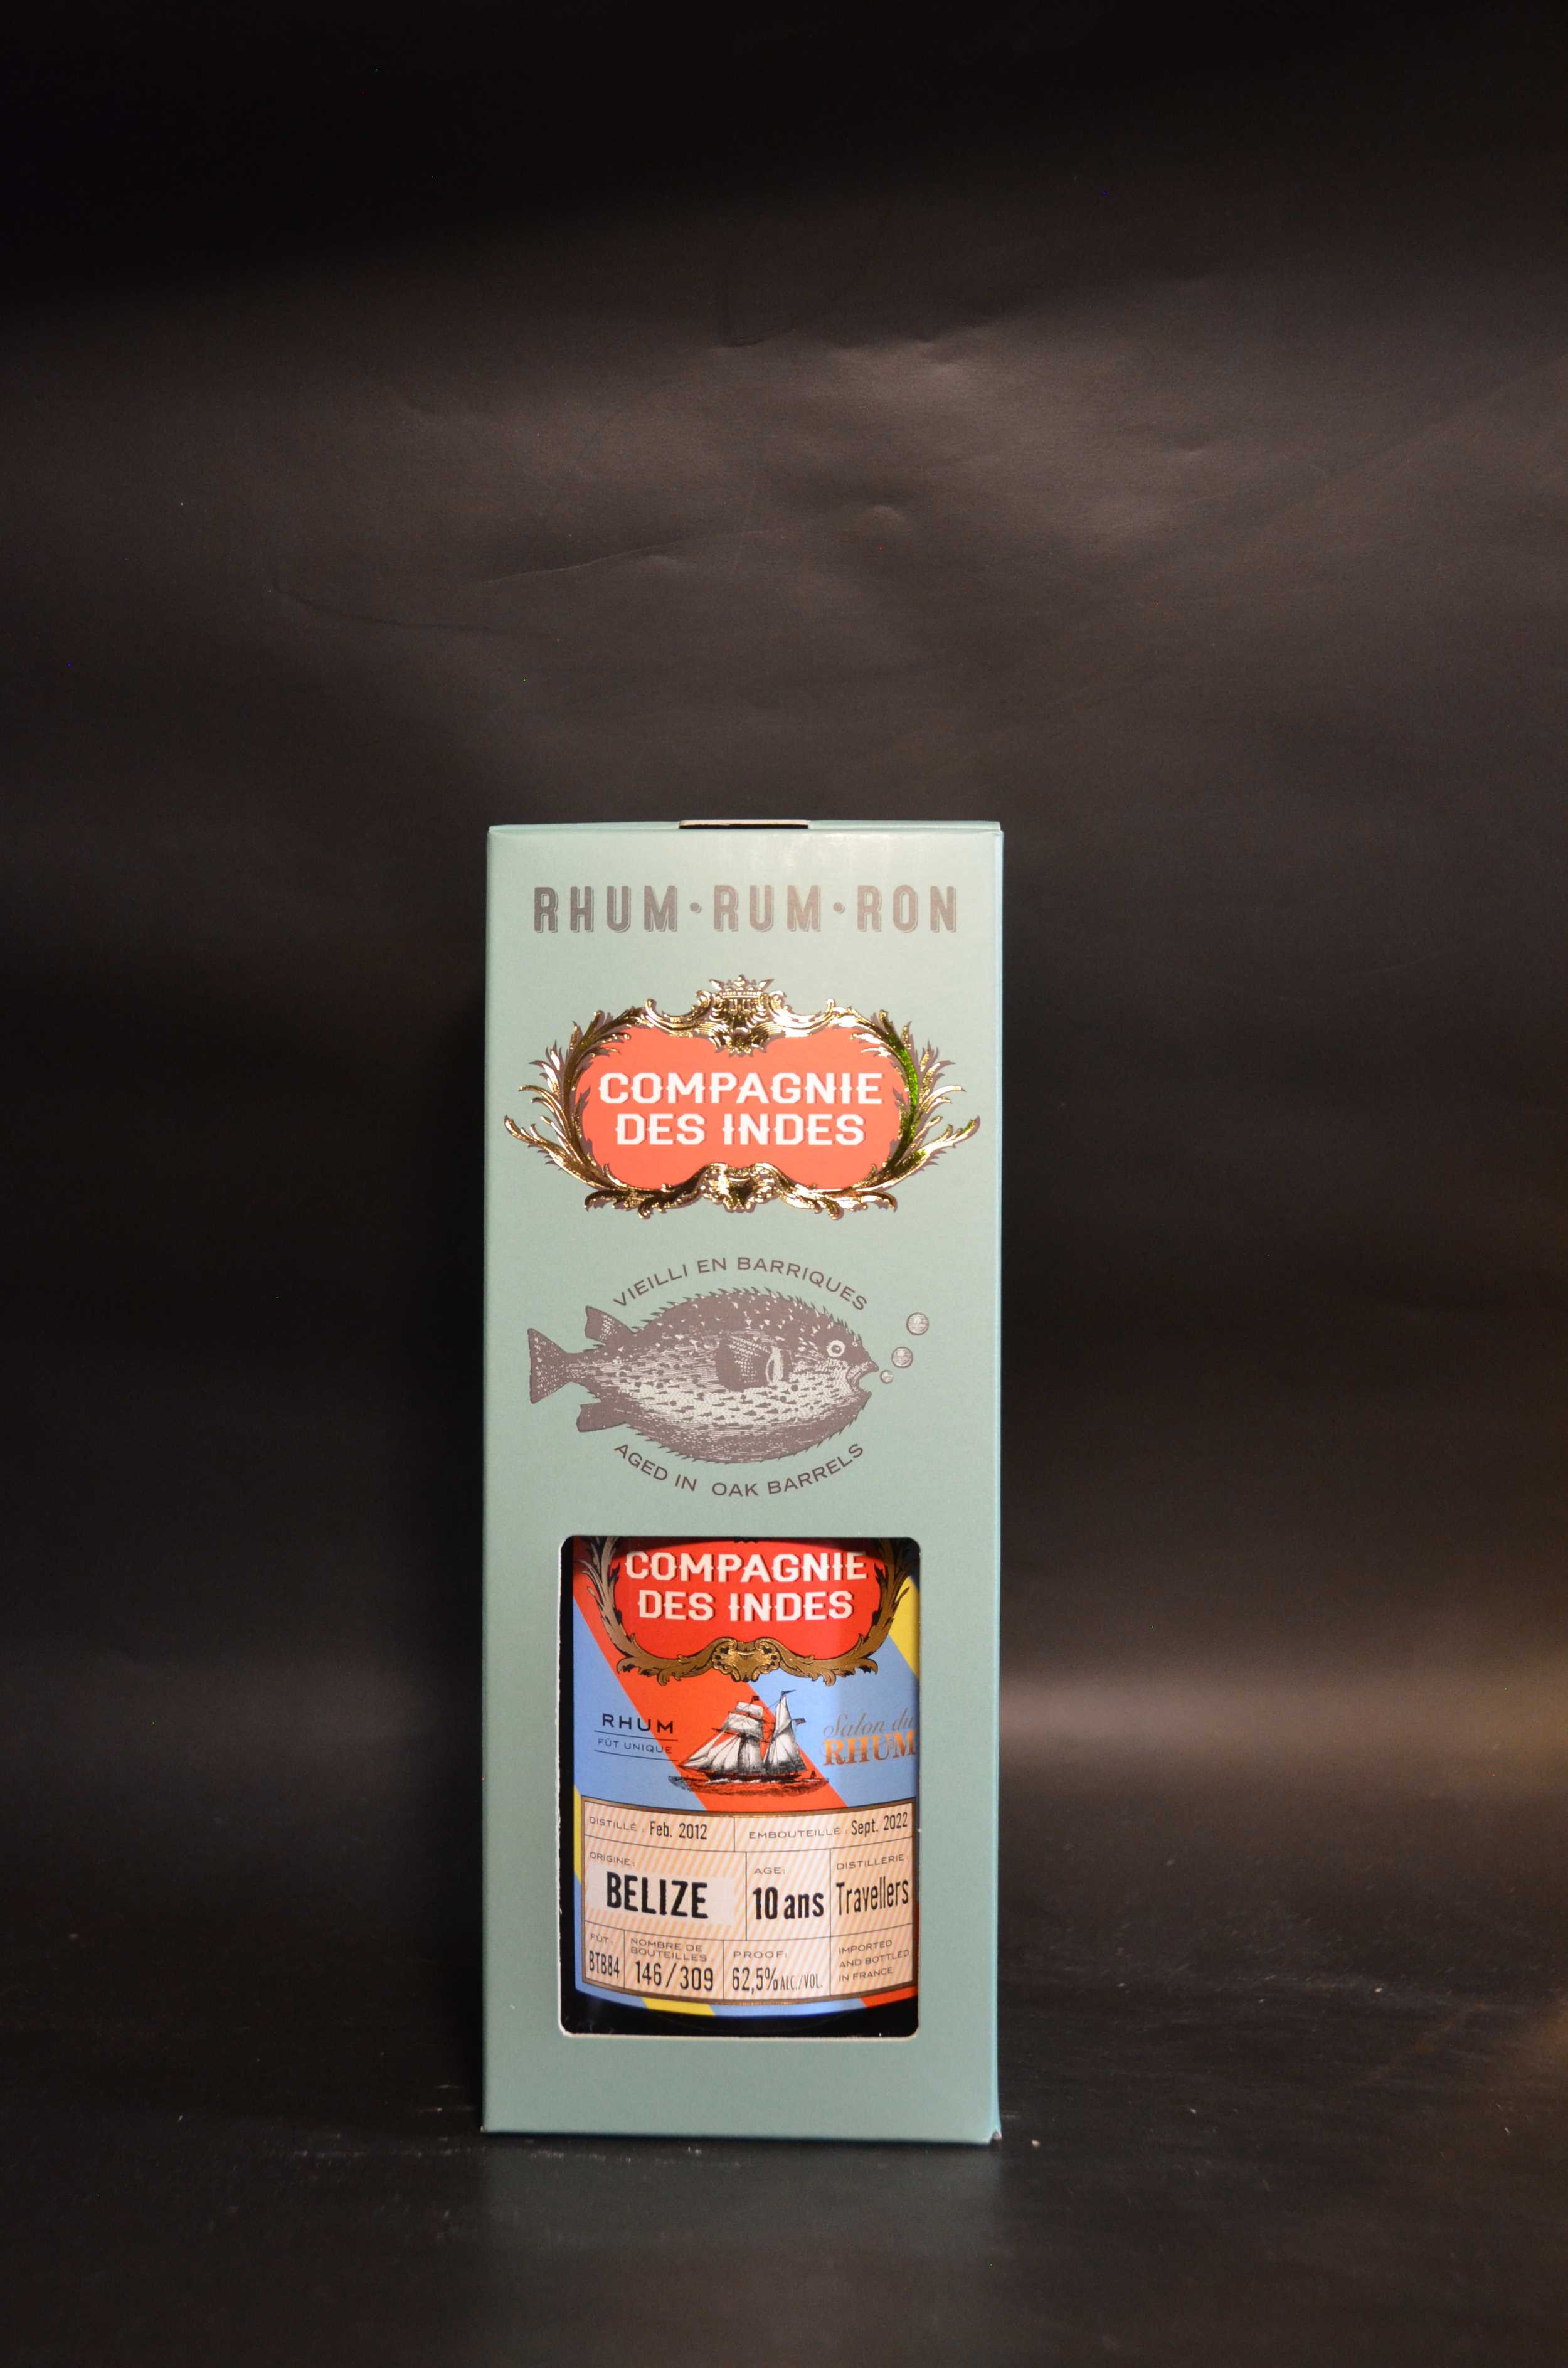 RHUM·RUM·RON
COMPAGNIE
DES INDES
VIEILLI EN BARRIQUES
AGED IN OAK BARRELS
COMPAGNIE
DES INDES
RHUM
FÛT UNIQUE
Salon du
RHUM
DISTILLÉ: Feb. 2012
EMBOUTEILLÉ: Sept. 2022
ORIGINE:
BELIZE
AGE:
10 ans
DISTILLERIE:
Travellers
FÛT:
BTB84
NOMBRE DE
BOUTEILLES
146/309
PROOF:
62,5% ALC./VOL.
IMPORTED
AND BOTTLED
IN FRANCE